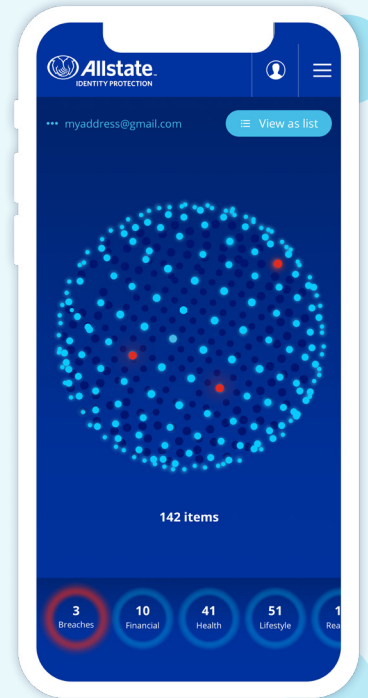 Allstate.
IDENTITY PROTECTION
••• myaddress@gmail.com
View as list
142 items
3
Breaches
10
Financial
41
Health
51
Lifestyle